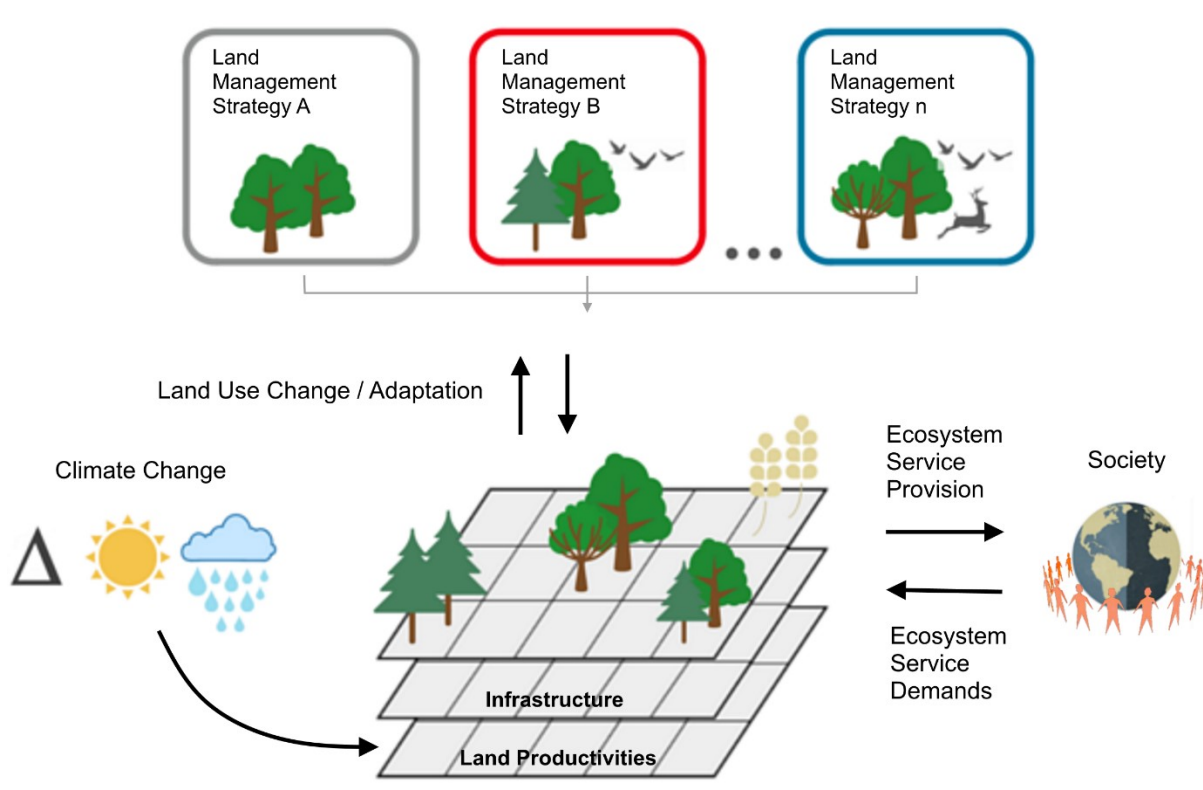 Land
Management
Strategy A
Land
Management
Strategy B
Land
Management
Strategy n
Land Use Change / Adaptation
Climate Change
Δ
Ecosystem
Service
Provision
Society
Ecosystem
Service
Demands
Infrastructure
Land Productivities